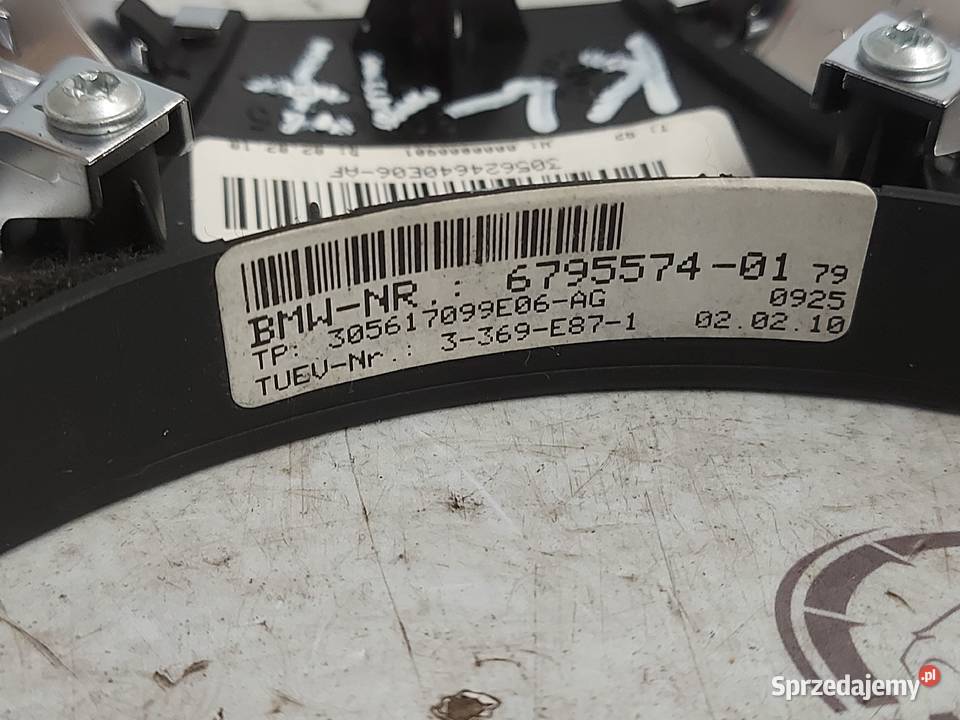 BMW-NR.: 6795574-01 79
TP: 305617099E06-AG 0925
TUEV-Nr.: 3-369-E87-1 02.02.10
305624640E06-AF
Sprzedajemy.pl